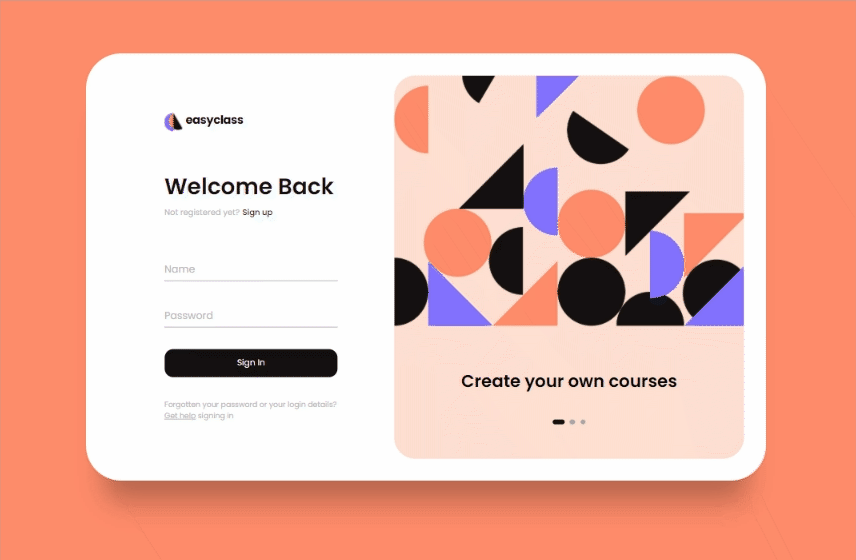 easyclass
Welcome Back
Not registered yet? Sign up
Name
Password
Sign In
Forgotten your password or your login details?
Get help signing in
Create your own courses